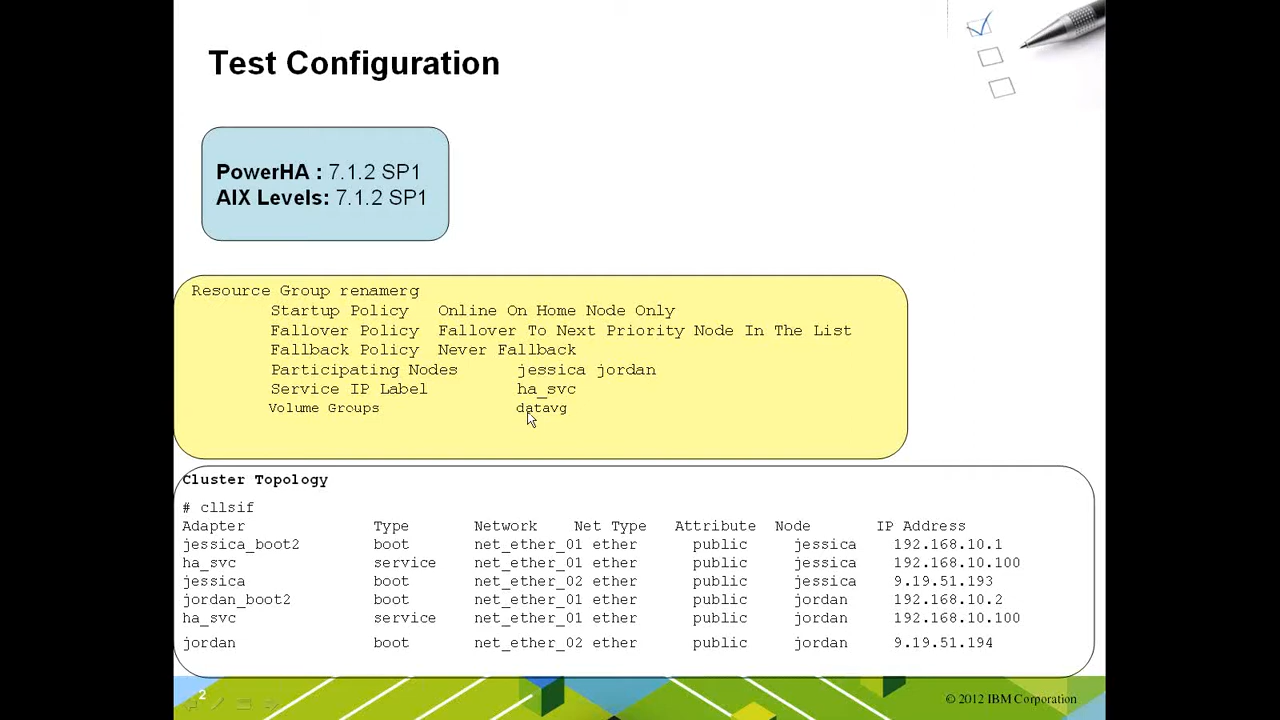 Test Configuration
PowerHA : 7.1.2 SP1
AIX Levels: 7.1.2 SP1
Resource Group renamerg
Startup Policy Online On Home Node Only
Fallover Policy Fallover To Next Priority Node In The List
Fallback Policy Never Fallback
Participating Nodes jessica jordan
Service IP Label ha_svc
Volume Groups datavg
Cluster Topology
# cllsif
Adapter Type Network Net Type Attribute Node IP Address
jessica_boot2 boot net_ether_01 ether public jessica 192.168.10.1
ha_svc service net_ether_01 ether public jessica 192.168.10.100
jessica boot net_ether_02 ether public jessica 9.19.51.193
jordan_boot2 boot net_ether_01 ether public jordan 192.168.10.2
ha_svc service net_ether_01 ether public jordan 192.168.10.100
jordan boot net_ether_02 ether public jordan 9.19.51.194
2
© 2012 IBM Corporation